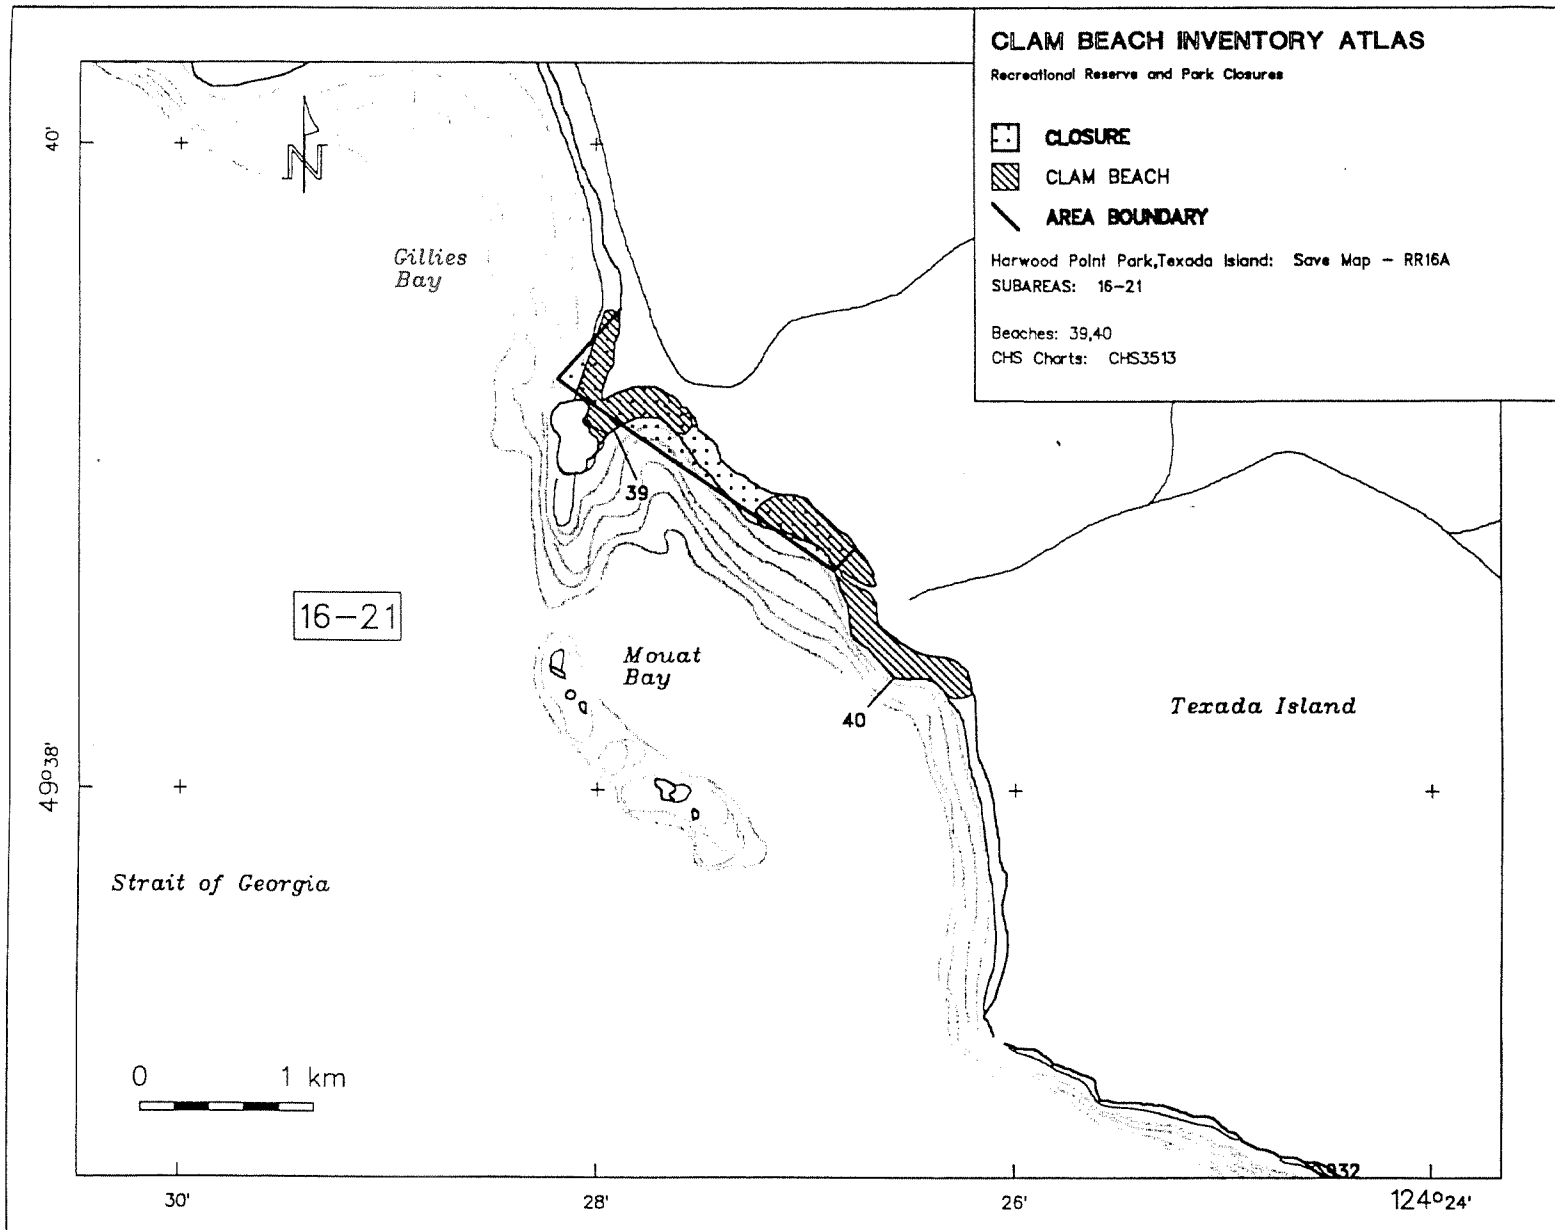 CLAM BEACH INVENTORY ATLAS
Recreational Reserve and Park Closures
CLOSURE
CLAM BEACH
AREA BOUNDARY
Harwood Point Park,Texada Island: Save Map - RR16A
SUBAREAS: 16-21
Beaches: 39,40
CHS Charts: CHS3513
40'
N
Gillies
Bay
39
16-21
Mouat
Bay
40
Texada Island
49°38'
Strait of Georgia
0 1 km
30'
28'
26'
124°24'